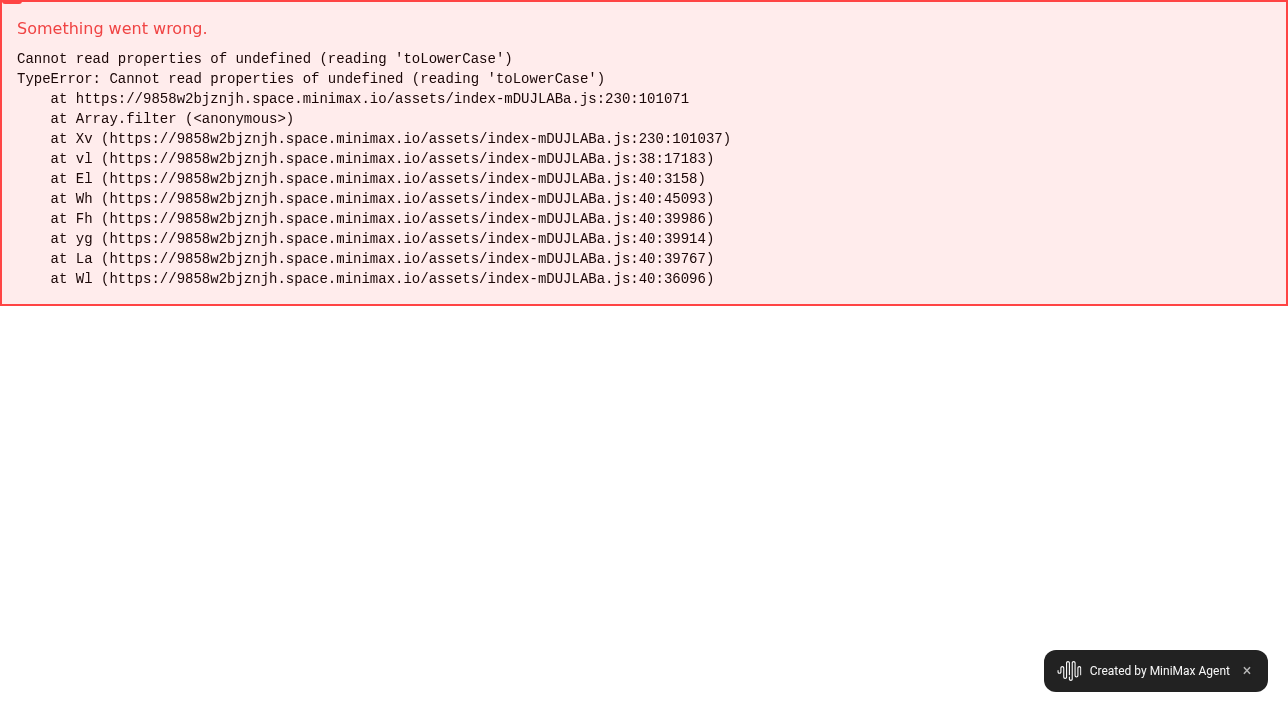 Something went wrong.
Cannot read properties of undefined (reading 'toLowerCase')
TypeError: Cannot read properties of undefined (reading 'toLowerCase')
    at https://9858w2bjznjh.space.minimax.io/assets/index-mDUJLABa.js:230:101071
    at Array.filter (<anonymous>)
    at Xv (https://9858w2bjznjh.space.minimax.io/assets/index-mDUJLABa.js:230:101037)
    at vl (https://9858w2bjznjh.space.minimax.io/assets/index-mDUJLABa.js:38:17183)
    at El (https://9858w2bjznjh.space.minimax.io/assets/index-mDUJLABa.js:40:3158)
    at Wh (https://9858w2bjznjh.space.minimax.io/assets/index-mDUJLABa.js:40:45093)
    at Fh (https://9858w2bjznjh.space.minimax.io/assets/index-mDUJLABa.js:40:39986)
    at yg (https://9858w2bjznjh.space.minimax.io/assets/index-mDUJLABa.js:40:39914)
    at La (https://9858w2bjznjh.space.minimax.io/assets/index-mDUJLABa.js:40:39767)
    at Wl (https://9858w2bjznjh.space.minimax.io/assets/index-mDUJLABa.js:40:36096)
Created by MiniMax Agent